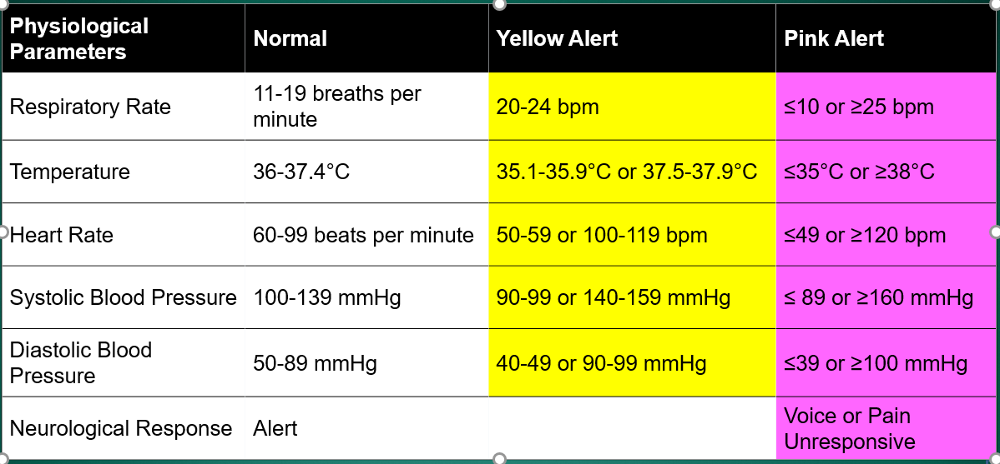 Physiological
Parameters
Normal
Yellow Alert
Pink Alert
Respiratory Rate
11-19 breaths per
minute
20-24 bpm
≤10 or ≥25 bpm
Temperature
36-37.4°C
35.1-35.9°C or 37.5-37.9°C
≤35°C or ≥38°C
Heart Rate
60-99 beats per minute
50-59 or 100-119 bpm
≤49 or ≥120 bpm
Systolic Blood Pressure
100-139 mmHg
90-99 or 140-159 mmHg
≤ 89 or ≥160 mmHg
Diastolic Blood
Pressure
50-89 mmHg
40-49 or 90-99 mmHg
≤39 or ≥100 mmHg
Neurological Response
Alert
Voice or Pain
Unresponsive